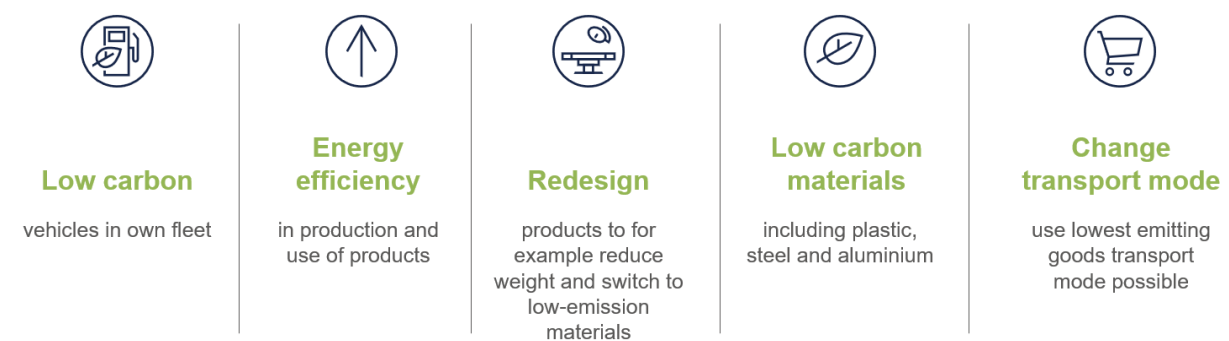 Low carbon
vehicles in own fleet
Energy
efficiency
in production and
use of products
Redesign
products to for
example reduce
weight and switch to
low-emission
materials
Low carbon
materials
including plastic,
steel and aluminium
Change
transport mode
use lowest emitting
goods transport
mode possible